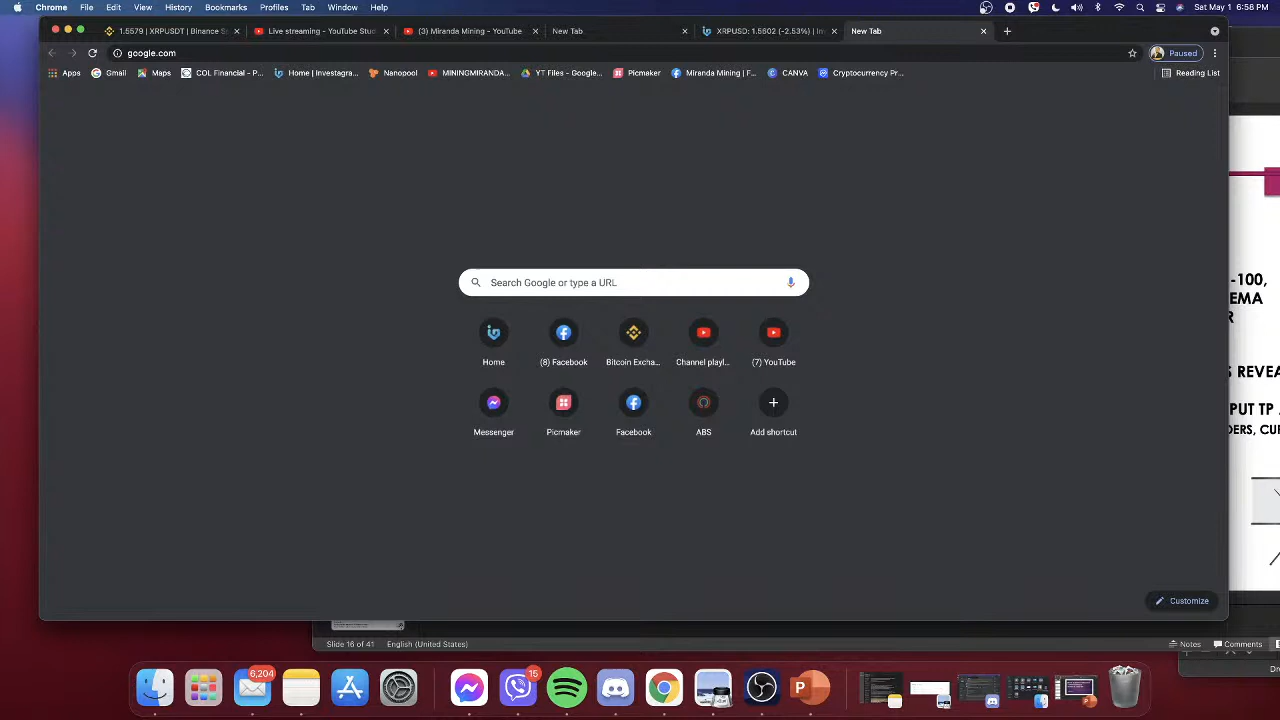 Chrome File Edit View History Bookmarks Profiles Tab Window Help Sat May 1 6:56 PM
1.5579 | XRPUSDT | Binance S Live streaming - YouTube Stud (3) Miranda Mining - YouTube New Tab XRPUSD: 1.5602 (-2.53%) | In New Tab
google.com Paused
Apps Gmail Maps COL Financial - P... Home | Investagra... Nanopool MININGMIRANDA... YT Files - Google... Picmaker Miranda Mining | F... CANVA Cryptocurrency Pr... Reading List
Search Google or type a URL
Home (8) Facebook Bitcoin Excha... Channel playl... (7) YouTube
Messenger Picmaker Facebook ABS Add shortcut
-100,
EMA
R
S REVEA
PUT TP
DERS, CUR
Customize
Slide 16 of 41 English (United States) Notes Comments
6,204 15